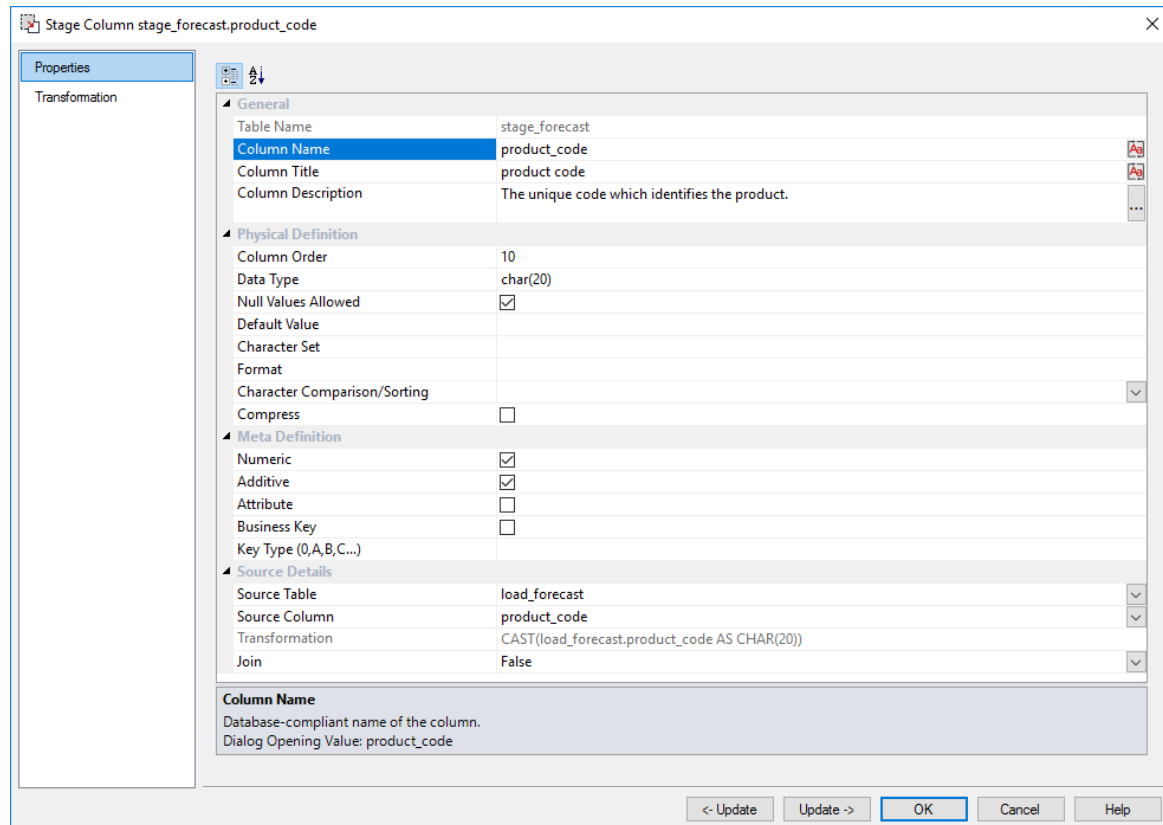 Stage Column stage_forecast.product_code
Properties
Transformation
General
Table Name stage_forecast
Column Name product_code
Column Title product code
Column Description The unique code which identifies the product.
...
Physical Definition
Column Order 10
Data Type char(20)
Null Values Allowed
Default Value
Character Set
Format
Character Comparison/Sorting
Compress
Meta Definition
Numeric
Additive
Attribute
Business Key
Key Type (0,A,B,C...)
Source Details
Source Table load_forecast
Source Column product_code
Transformation CAST(load_forecast.product_code AS CHAR(20))
Join False
Column Name
Database-compliant name of the column.
Dialog Opening Value: product_code
<- Update Update -> OK Cancel Help